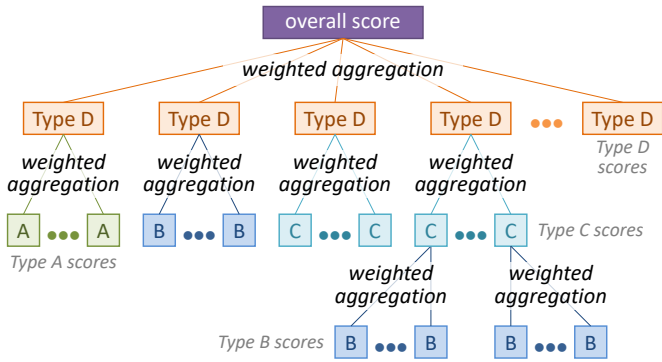 overall score
weighted aggregation
Type D Type D Type D Type D Type D
Type D
scores
weighted weighted weighted weighted
aggregation aggregation aggregation aggregation
A A B B C C C C
Type C scores
Type A scores
weighted weighted
aggregation aggregation
Type B scores
B B B B